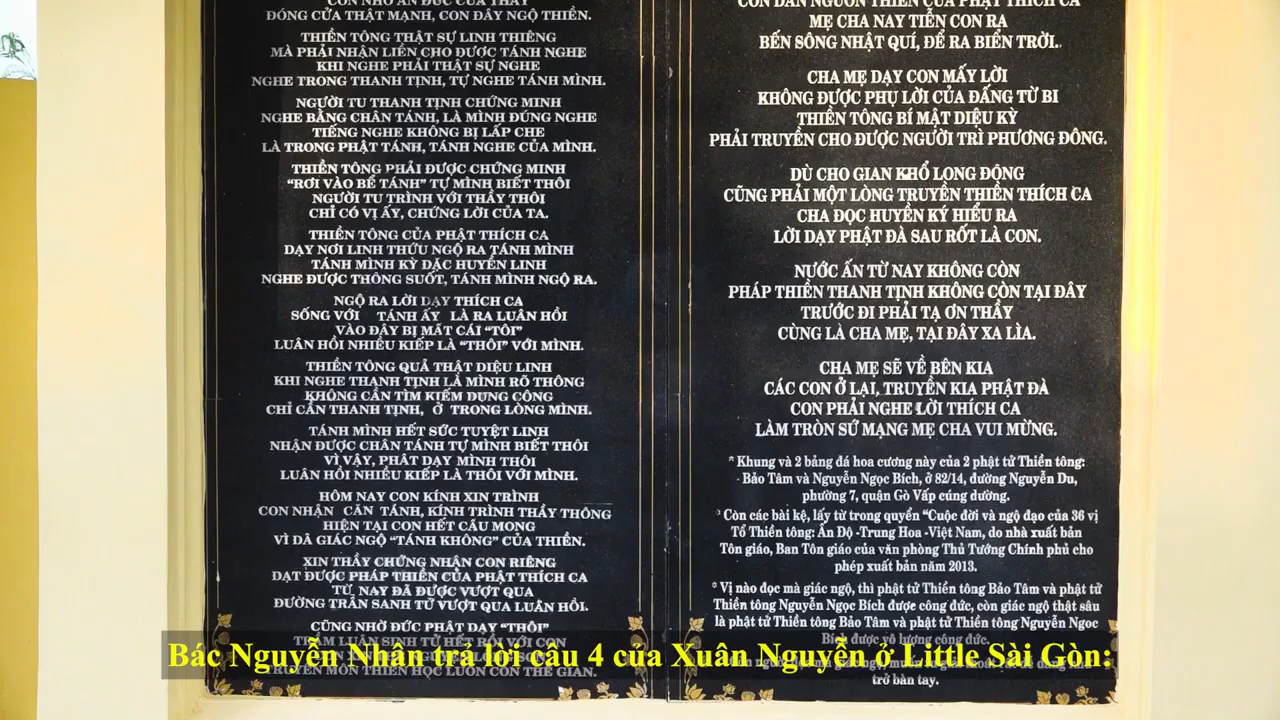 CON NHỜ ÂN ĐỨC CỦA THẦY
ĐÓNG CỬA THẬT MẠNH, CON ĐÂY NGỘ THIỀN.
THIỀN TÔNG THẬT SỰ LINH THIÊNG
MÀ PHẢI NHẬN LIỀN CHO ĐƯỢC TÁNH NGHE
KHI NGHE PHẢI THẬT SỰ NGHE
NGHE TRONG THANH TỊNH, TỰ NGHE TÁNH MÌNH.
NGƯỜI TU THANH TỊNH CHỨNG MINH
NGHE BẰNG CHÂN TÁNH, LÀ MÌNH ĐÚNG NGHE
TIẾNG NGHE KHÔNG BỊ LẤP CHE
LÀ TRONG PHẬT TÁNH, TÁNH NGHE CỦA MÌNH.
THIỀN TÔNG PHẢI ĐƯỢC CHỨNG MINH
“RƠI VÀO BỂ TÁNH” TỰ MÌNH BIẾT THÔI
NGƯỜI TU TRÌNH VỚI THẦY THÔI
CHỈ CÓ VỊ ẤY, CHỨNG LỜI CỦA TA.
THIỀN TÔNG CỦA PHẬT THÍCH CA
DẠY NƠI LINH THỨU NGỘ RA TÁNH MÌNH
TÁNH MÌNH KỲ ĐẶC HUYỀN LINH
NGHE ĐƯỢC THÔNG SUỐT, TÁNH MÌNH NGỘ RA.
NGỘ RA LỜI DẠY THÍCH CA
SỐNG VỚI TÁNH ẤY LÀ RA LUÂN HỒI
VÀO ĐÂY BỊ MẤT CÁI “TÔI”
LUÂN HỒI NHIỀU KIẾP LÀ “THÔI” VỚI MÌNH.
THIỀN TÔNG QUẢ THẬT DIỆU LINH
KHI NGHE THANH TỊNH LÀ MÌNH RÕ THÔNG
KHÔNG CẦN TÌM KIẾM DỤNG CÔNG
CHỈ CẦN THANH TỊNH, Ở TRONG LÒNG MÌNH.
TÁNH MÌNH HẾT SỨC TUYỆT LINH
NHẬN ĐƯỢC CHÂN TÁNH TỰ MÌNH BIẾT THÔI
VÌ VẬY, PHẬT DẠY MÌNH THÔI
LUÂN HỒI NHIỀU KIẾP LÀ THÔI VỚI MÌNH.
HÔM NAY CON KÍNH XIN TRÌNH
CON NHẬN CĂN TÁNH, KÍNH TRÌNH THẦY THÔNG
HIỆN TẠI CON HẾT CẦU MONG
VÌ ĐÃ GIÁC NGỘ “TÁNH KHÔNG” CỦA THIỀN.
XIN THẦY CHỨNG NHẬN CON RIÊNG
ĐẠT ĐƯỢC PHÁP THIỀN CỦA PHẬT THÍCH CA
TỪ NAY ĐÃ ĐƯỢC VƯỢT QUA
ĐƯỜNG TRẦN SANH TỬ VƯỢT QUA LUÂN HỒI.
CŨNG NHỜ ĐỨC PHẬT DẠY “THÔI”
TRẦM LUÂN SINH TỬ HẾT RỒI VỚI CON
TRUYỀN MÔN THIỀN HỌC LUÔN CÒN THẾ GIAN.
CON DẪN NGUỒN THIỀN CỦA PHẬT THÍCH CA
MẸ CHA NAY TIỄN CON RA
BẾN SÔNG NHẬT QUÍ, ĐỂ RA BIỂN TRỜI.
CHA MẸ DẠY CON MẤY LỜI
KHÔNG ĐƯỢC PHỤ LỜI CỦA ĐẤNG TỪ BI
THIỀN TÔNG BÍ MẬT DIỆU KỲ
PHẢI TRUYỀN CHO ĐƯỢC NGƯỜI TRÌ PHƯƠNG ĐÔNG.
DÙ CHO GIAN KHỔ LONG ĐỘNG
CŨNG PHẢI MỘT LÒNG TRUYỀN THIỀN THÍCH CA
CHA ĐỌC HUYỀN KÝ HIỂU RA
LỜI DẠY PHẬT ĐÀ SAU RỐT LÀ CON.
NƯỚC ẤN TỪ NAY KHÔNG CÒN
PHÁP THIỀN THANH TỊNH KHÔNG CÒN TẠI ĐÂY
TRƯỚC ĐI PHẢI TẠ ƠN THẦY
CÙNG LÀ CHA MẸ, TẠI ĐÂY XA LÌA.
CHA MẸ SẼ VỀ BÊN KIA
CÁC CON Ở LẠI, TRUYỀN KIA PHẬT ĐÀ
CON PHẢI NGHE LỜI THÍCH CA
LÀM TRÒN SỨ MẠNG MẸ CHA VUI MỪNG.
* Khung và 2 bảng đá hoa cương này của 2 phật tử Thiền tông:
- Bảo Tâm và Nguyễn Ngọc Bích, ở 82/14, đường Nguyễn Du,
phường 7, quận Gò Vấp cúng dường.
* Còn các bài kệ, lấy từ trong quyển “Cuộc đời và ngộ đạo của 36 vị
Tổ Thiền tông: Ấn Độ -Trung Hoa -Việt Nam, do nhà xuất bản
Tôn giáo, Ban Tôn giáo của văn phòng Thủ Tướng Chính phủ cho
phép xuất bản năm 2013.
* Vị nào đọc mà giác ngộ, thì phật tử Thiền tông Bảo Tâm và phật tử
Thiền tông Nguyễn Ngọc Bích được công đức, còn giác ngộ thật sâu
là phật tử Thiền tông Bảo Tâm và phật tử Thiền tông Nguyễn Ngọc
Bích được vô lượng công đức.
trở bàn tay.
Bác Nguyễn Nhân trả lời câu 4 của Xuân Nguyễn ở Little Sài Gòn: